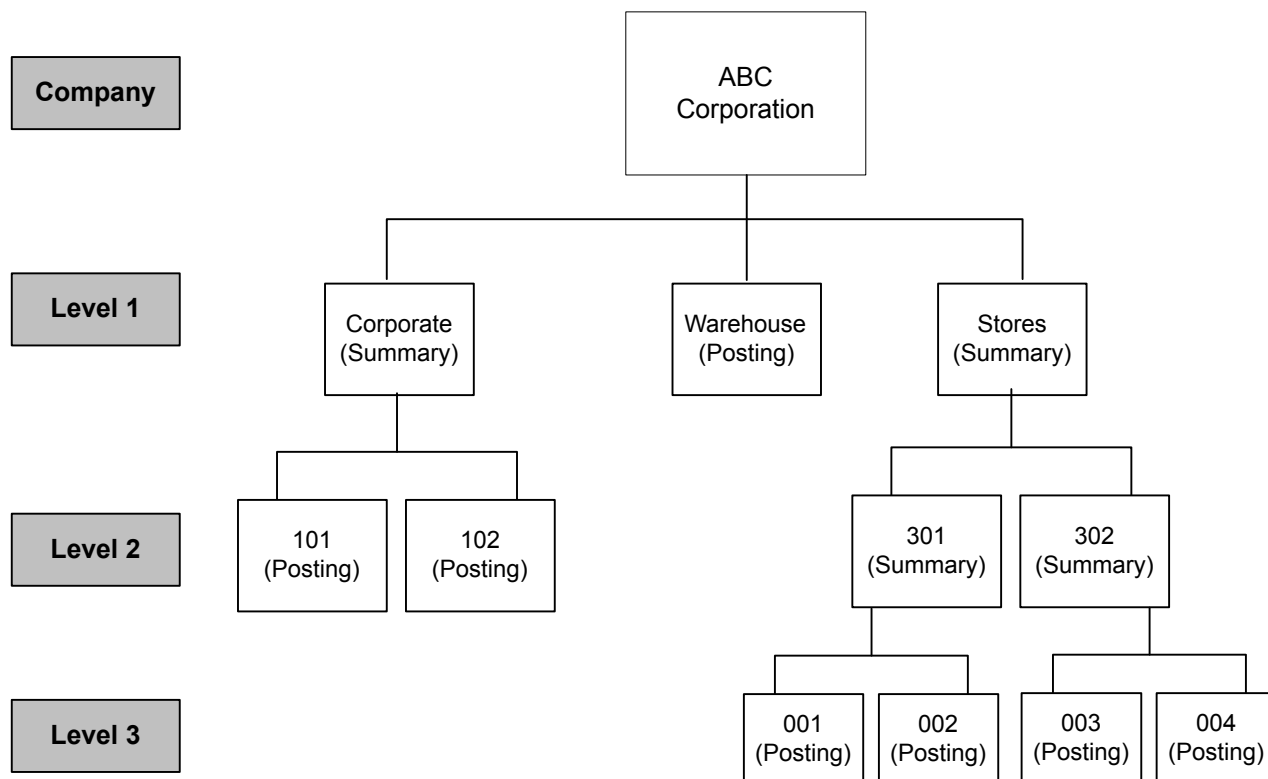 Company
ABC
Corporation
Level 1
Corporate
(Summary)
Warehouse
(Posting)
Stores
(Summary)
Level 2
101
(Posting)
102
(Posting)
301
(Summary)
302
(Summary)
Level 3
001
(Posting)
002
(Posting)
003
(Posting)
004
(Posting)